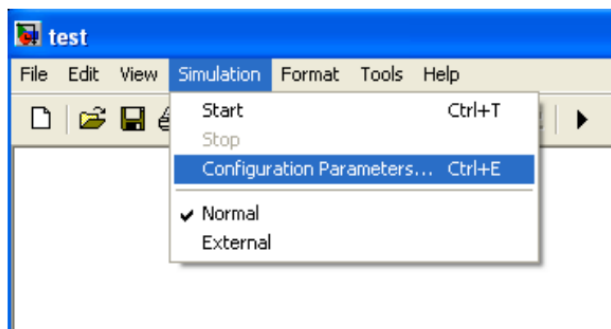 test
File Edit View Simulation Format Tools Help
Start Ctrl+T
Stop
Configuration Parameters... Ctrl+E
Normal
External